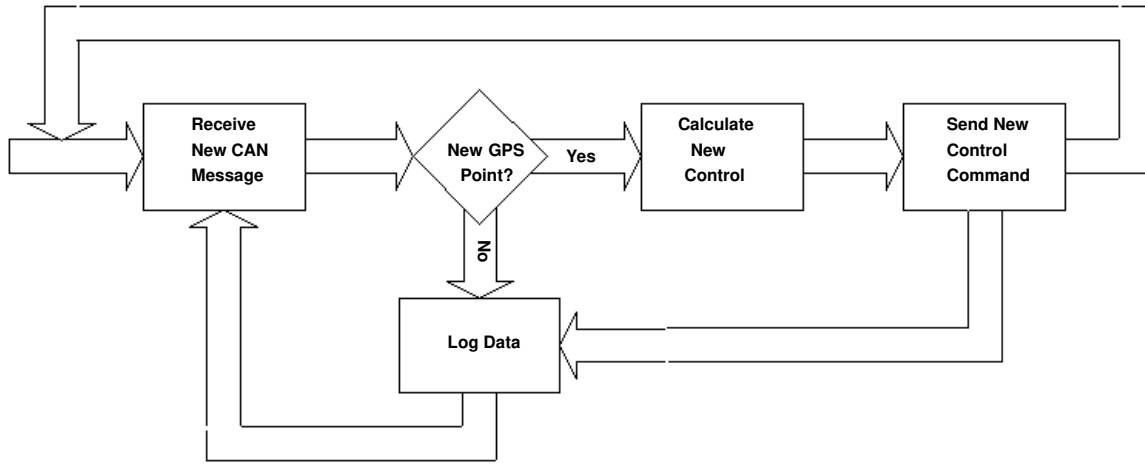 Receive
New CAN
Message
New GPS
Point?
Yes
Calculate
New
Control
Send New
Control
Command
No
Log Data